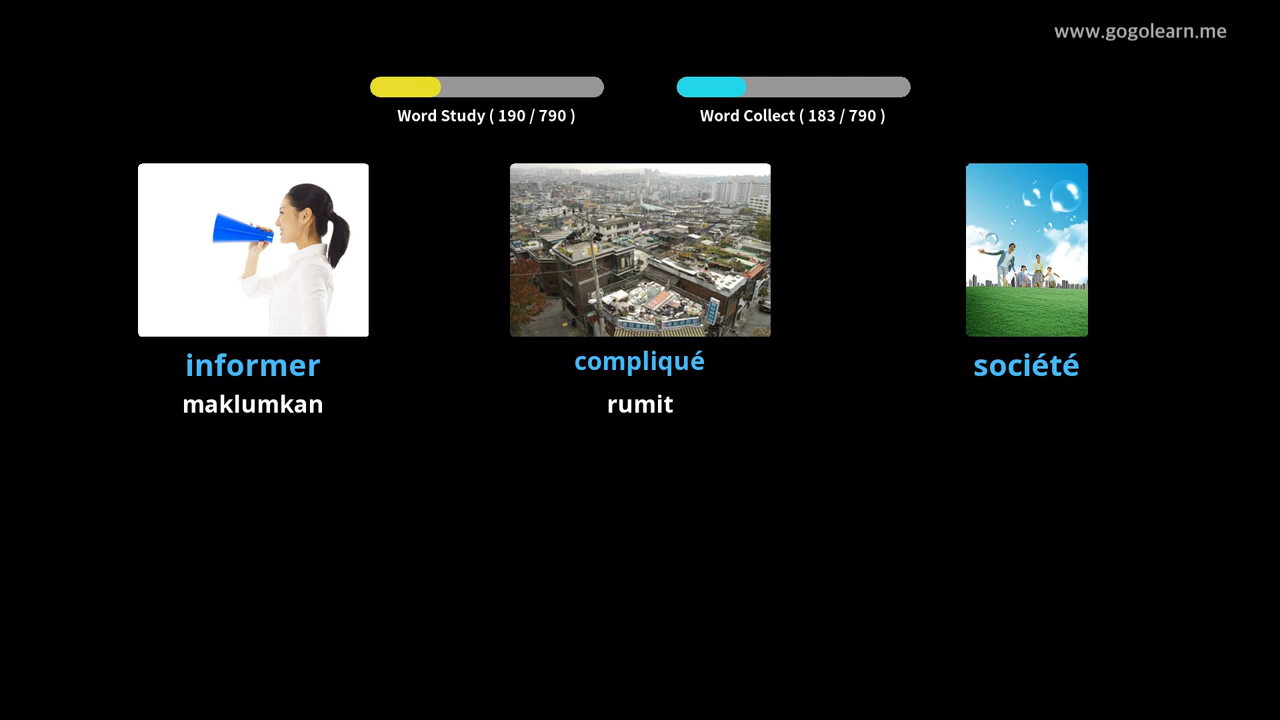 www.gogolearn.me
Word Study ( 190 / 790 )
Word Collect ( 183 / 790 )
informer
maklumkan
compliqué
rumit
société